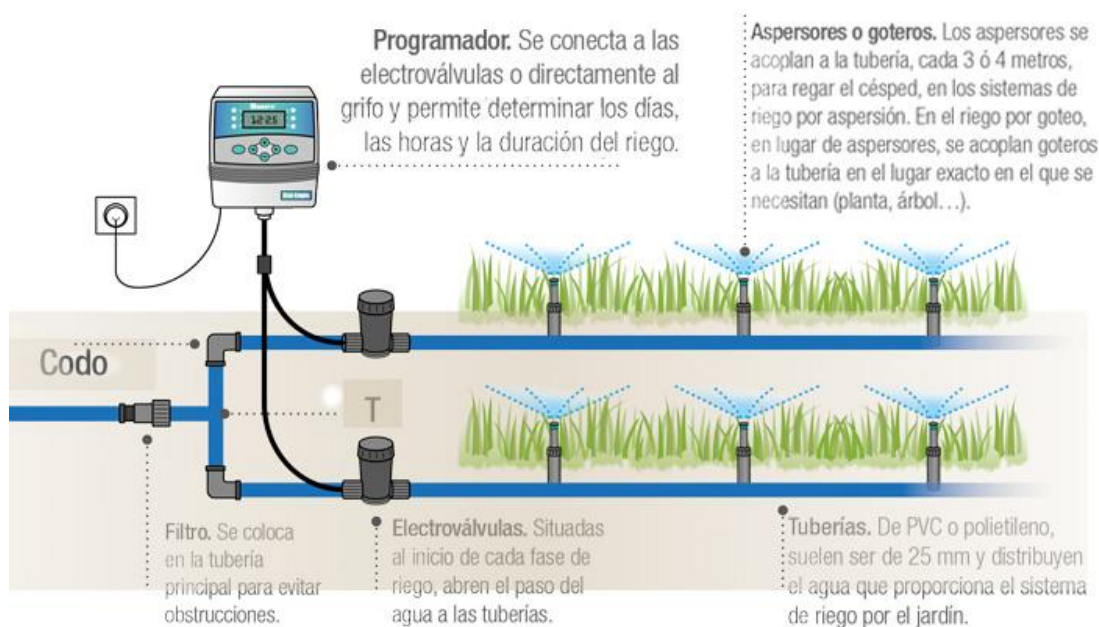 Programador. Se conecta a las
electroválvulas o directamente al
grifo y permite determinar los días,
las horas y la duración del riego.
Aspersores o goteros. Los aspersores se
acoplan a la tubería, cada 3 ó 4 metros,
para regar el césped, en los sistemas de
riego por aspersión. En el riego por goteo,
en lugar de aspersores, se acoplan goteros
a la tubería en el lugar exacto en el que se
necesitan (planta, árbol…).
Codo
T
Filtro. Se coloca
en la tubería
principal para evitar
obstrucciones.
Electroválvulas. Situadas
al inicio de cada fase de
riego, abren el paso del
agua a las tuberías.
Tuberías. De PVC o polietileno,
suelen ser de 25 mm y distribuyen
el agua que proporciona el sistema
de riego por el jardín.